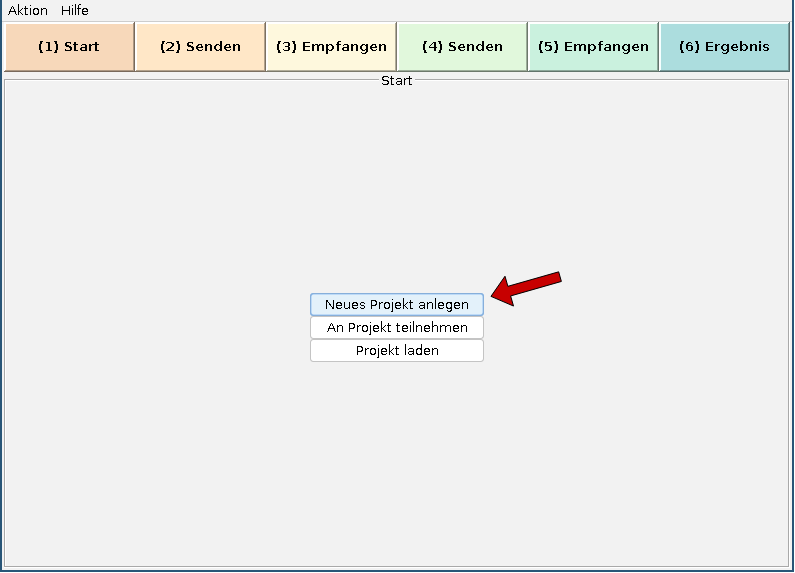 Aktion Hilfe
(1) Start (2) Senden (3) Empfangen (4) Senden (5) Empfangen (6) Ergebnis
Start
Neues Projekt anlegen
An Projekt teilnehmen
Projekt laden